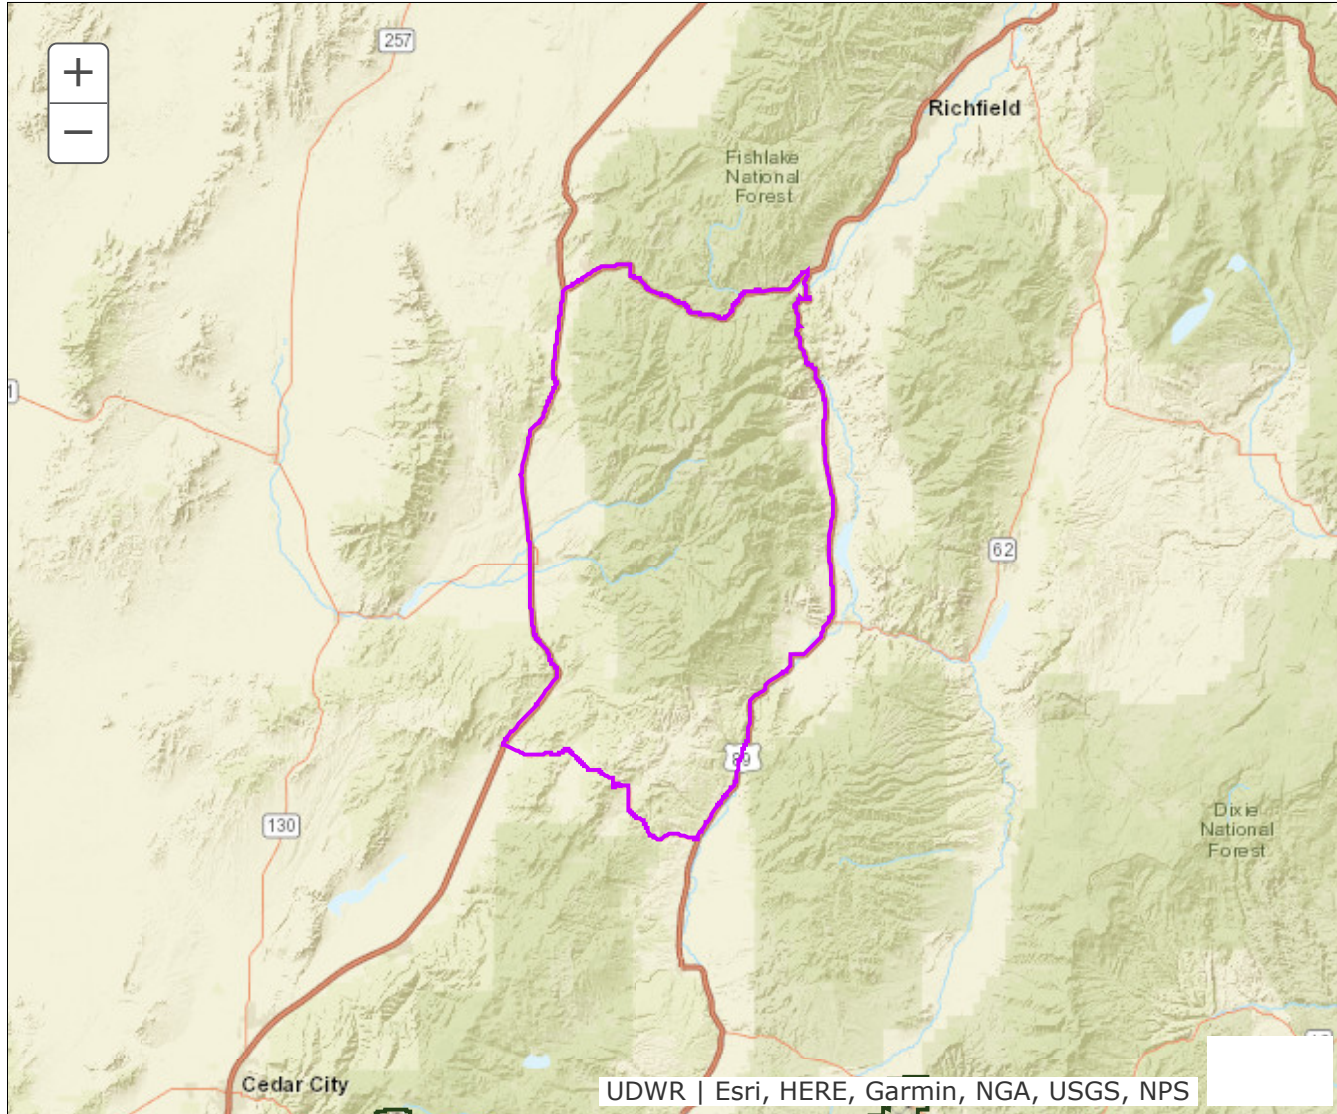 257
+
−
Richfield
Fishlake
National
Forest
1
62
89
130
Dixie
National
Forest
Cedar City
UDWR | Esri, HERE, Garmin, NGA, USGS, NPS